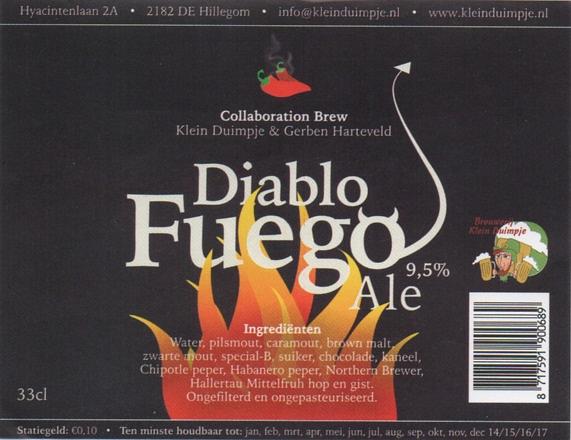 Hyacintenlaan 2A • 2182 DE Hillegom • info@kleinduimpje.nl • www.kleinduimpje.nl
Collaboration Brew
Klein Duimpje & Gerben Harteveld
Diablo
Fuego
9,5%
Ale
Brouwerij
Klein Duimpje
Ingrediënten
Water, pilsmout, caramout, brown malt,
zwarte mout, special-B, suiker, chocolade, kaneel,
Chipotle peper, Habanero peper, Northern Brewer,
Hallertau Mittelfruh hop en gist.
Ongefilterd en ongepasteuriseerd.
33cl
8 717591 900689
Statiegeld: €0,10 • Ten minste houdbaar tot: jan, feb, mrt, apr, mei, jun, jul, aug, sep, okt, nov, dec 14/15/16/17